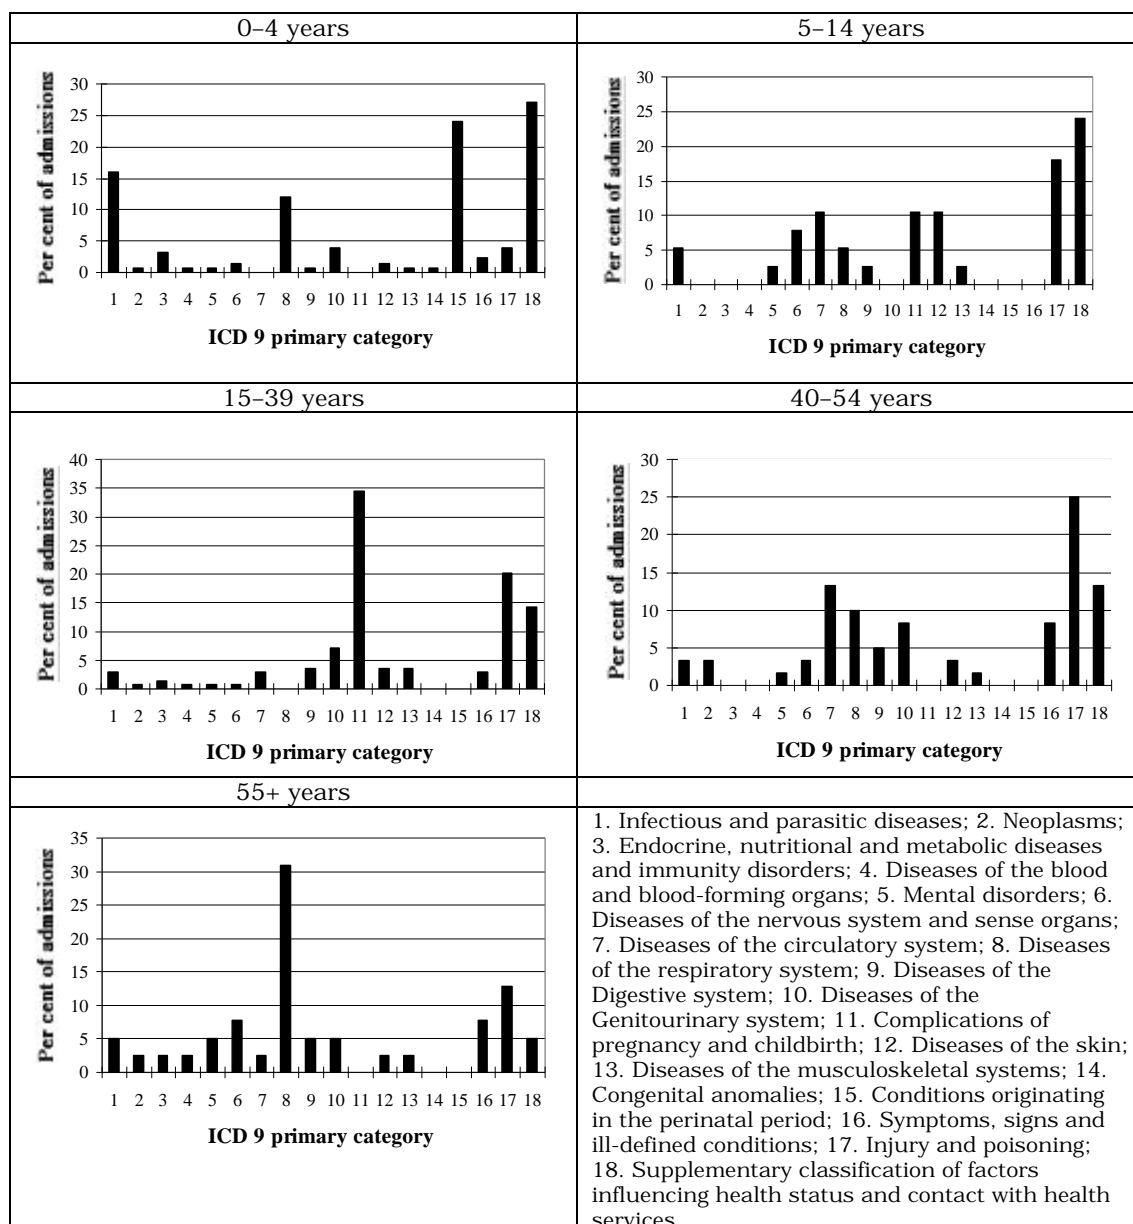 0–4 years
5–14 years
Per cent of admissions
30
25
20
15
10
5
0
1 2 3 4 5 6 7 8 9 10 11 12 13 14 15 16 17 18
ICD 9 primary category
Per cent of admissions
30
25
20
15
10
5
0
1 2 3 4 5 6 7 8 9 10 11 12 13 14 15 16 17 18
ICD 9 primary category
15–39 years
40–54 years
Per cent of admissions
40
35
30
25
20
15
10
5
0
1 2 3 4 5 6 7 8 9 10 11 12 13 14 15 16 17 18
ICD 9 primary category
Per cent of admissions
30
25
20
15
10
5
0
1 2 3 4 5 6 7 8 9 10 11 12 13 14 15 16 17 18
ICD 9 primary category
55+ years
Per cent of admissions
35
30
25
20
15
10
5
0
1 2 3 4 5 6 7 8 9 10 11 12 13 14 15 16 17 18
ICD 9 primary category
1. Infectious and parasitic diseases; 2. Neoplasms;
3. Endocrine, nutritional and metabolic diseases
and immunity disorders; 4. Diseases of the blood
and blood-forming organs; 5. Mental disorders; 6.
Diseases of the nervous system and sense organs;
7. Diseases of the circulatory system; 8. Diseases
of the respiratory system; 9. Diseases of the
Digestive system; 10. Diseases of the
Genitourinary system; 11. Complications of
pregnancy and childbirth; 12. Diseases of the skin;
13. Diseases of the musculoskeletal systems; 14.
Congenital anomalies; 15. Conditions originating
in the perinatal period; 16. Symptoms, signs and
ill-defined conditions; 17. Injury and poisoning;
18. Supplementary classification of factors
influencing health status and contact with health
services